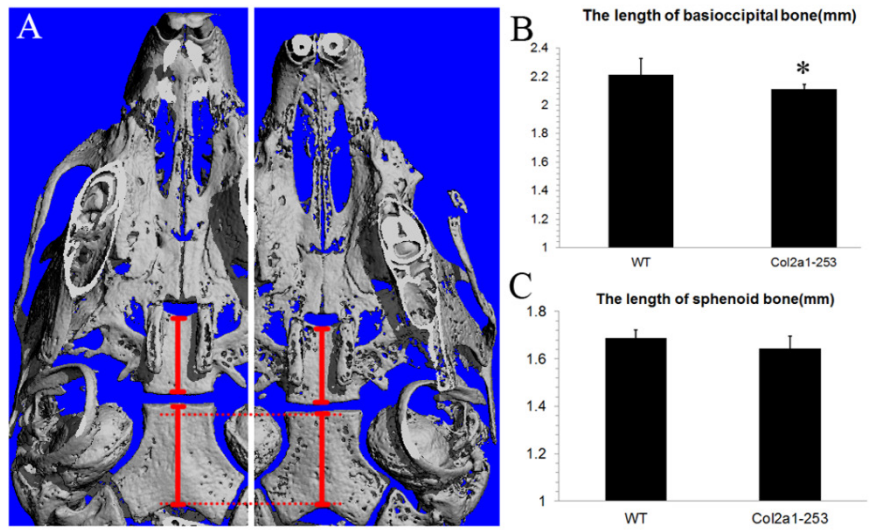 A
B
The length of basioccipital bone(mm)
2.4
2.2
2
1.8
1.6
1.4
1.2
1
*
WT
Col2a1-253
C
The length of sphenoid bone(mm)
1.8
1.6
1.4
1.2
1
WT
Col2a1-253